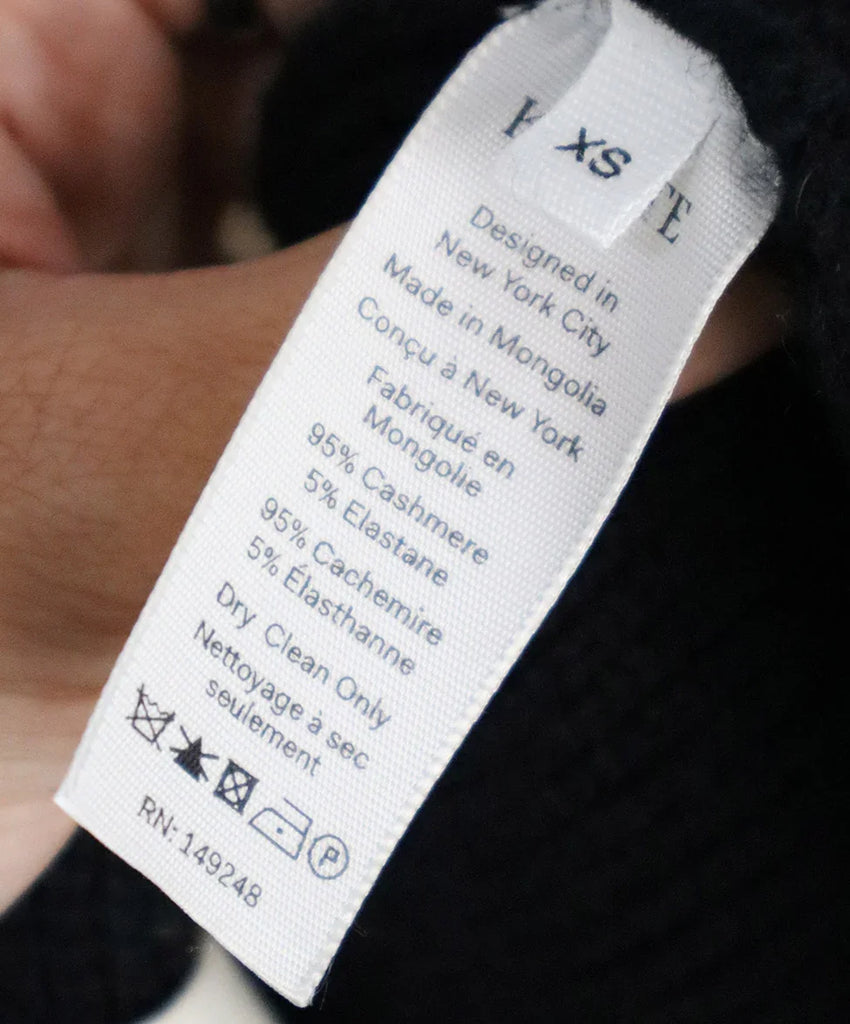 XS
Designed in
New York City
Made in Mongolia
Conçu à New York
Fabriqué en
Mongolie
95% Cashmere
5% Elastane
95% Cachemire
5% Élasthanne
Dry Clean Only
Nettoyage à sec
seulement
P
RN: 149248